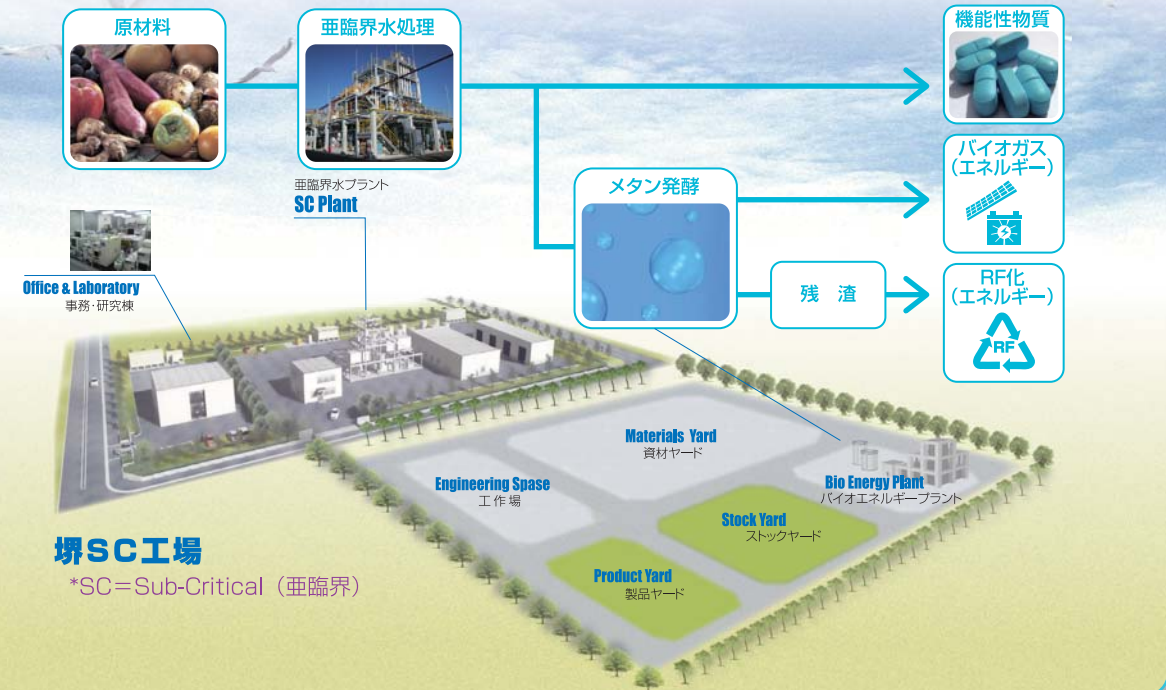 原材料
亜臨界水処理
機能性物質
バイオガス
(エネルギー)
メタン発酵
亜臨界水プラント
SC Plant
残 渣
RF化
(エネルギー)
RF
Office & Laboratory
事務・研究棟
Materials Yard
資材ヤード
Engineering Spase
工作場
Bio Energy Plant
バイオエネルギープラント
Stock Yard
ストックヤード
Product Yard
製品ヤード
堺SC工場
*SC=Sub-Critical(亜臨界)